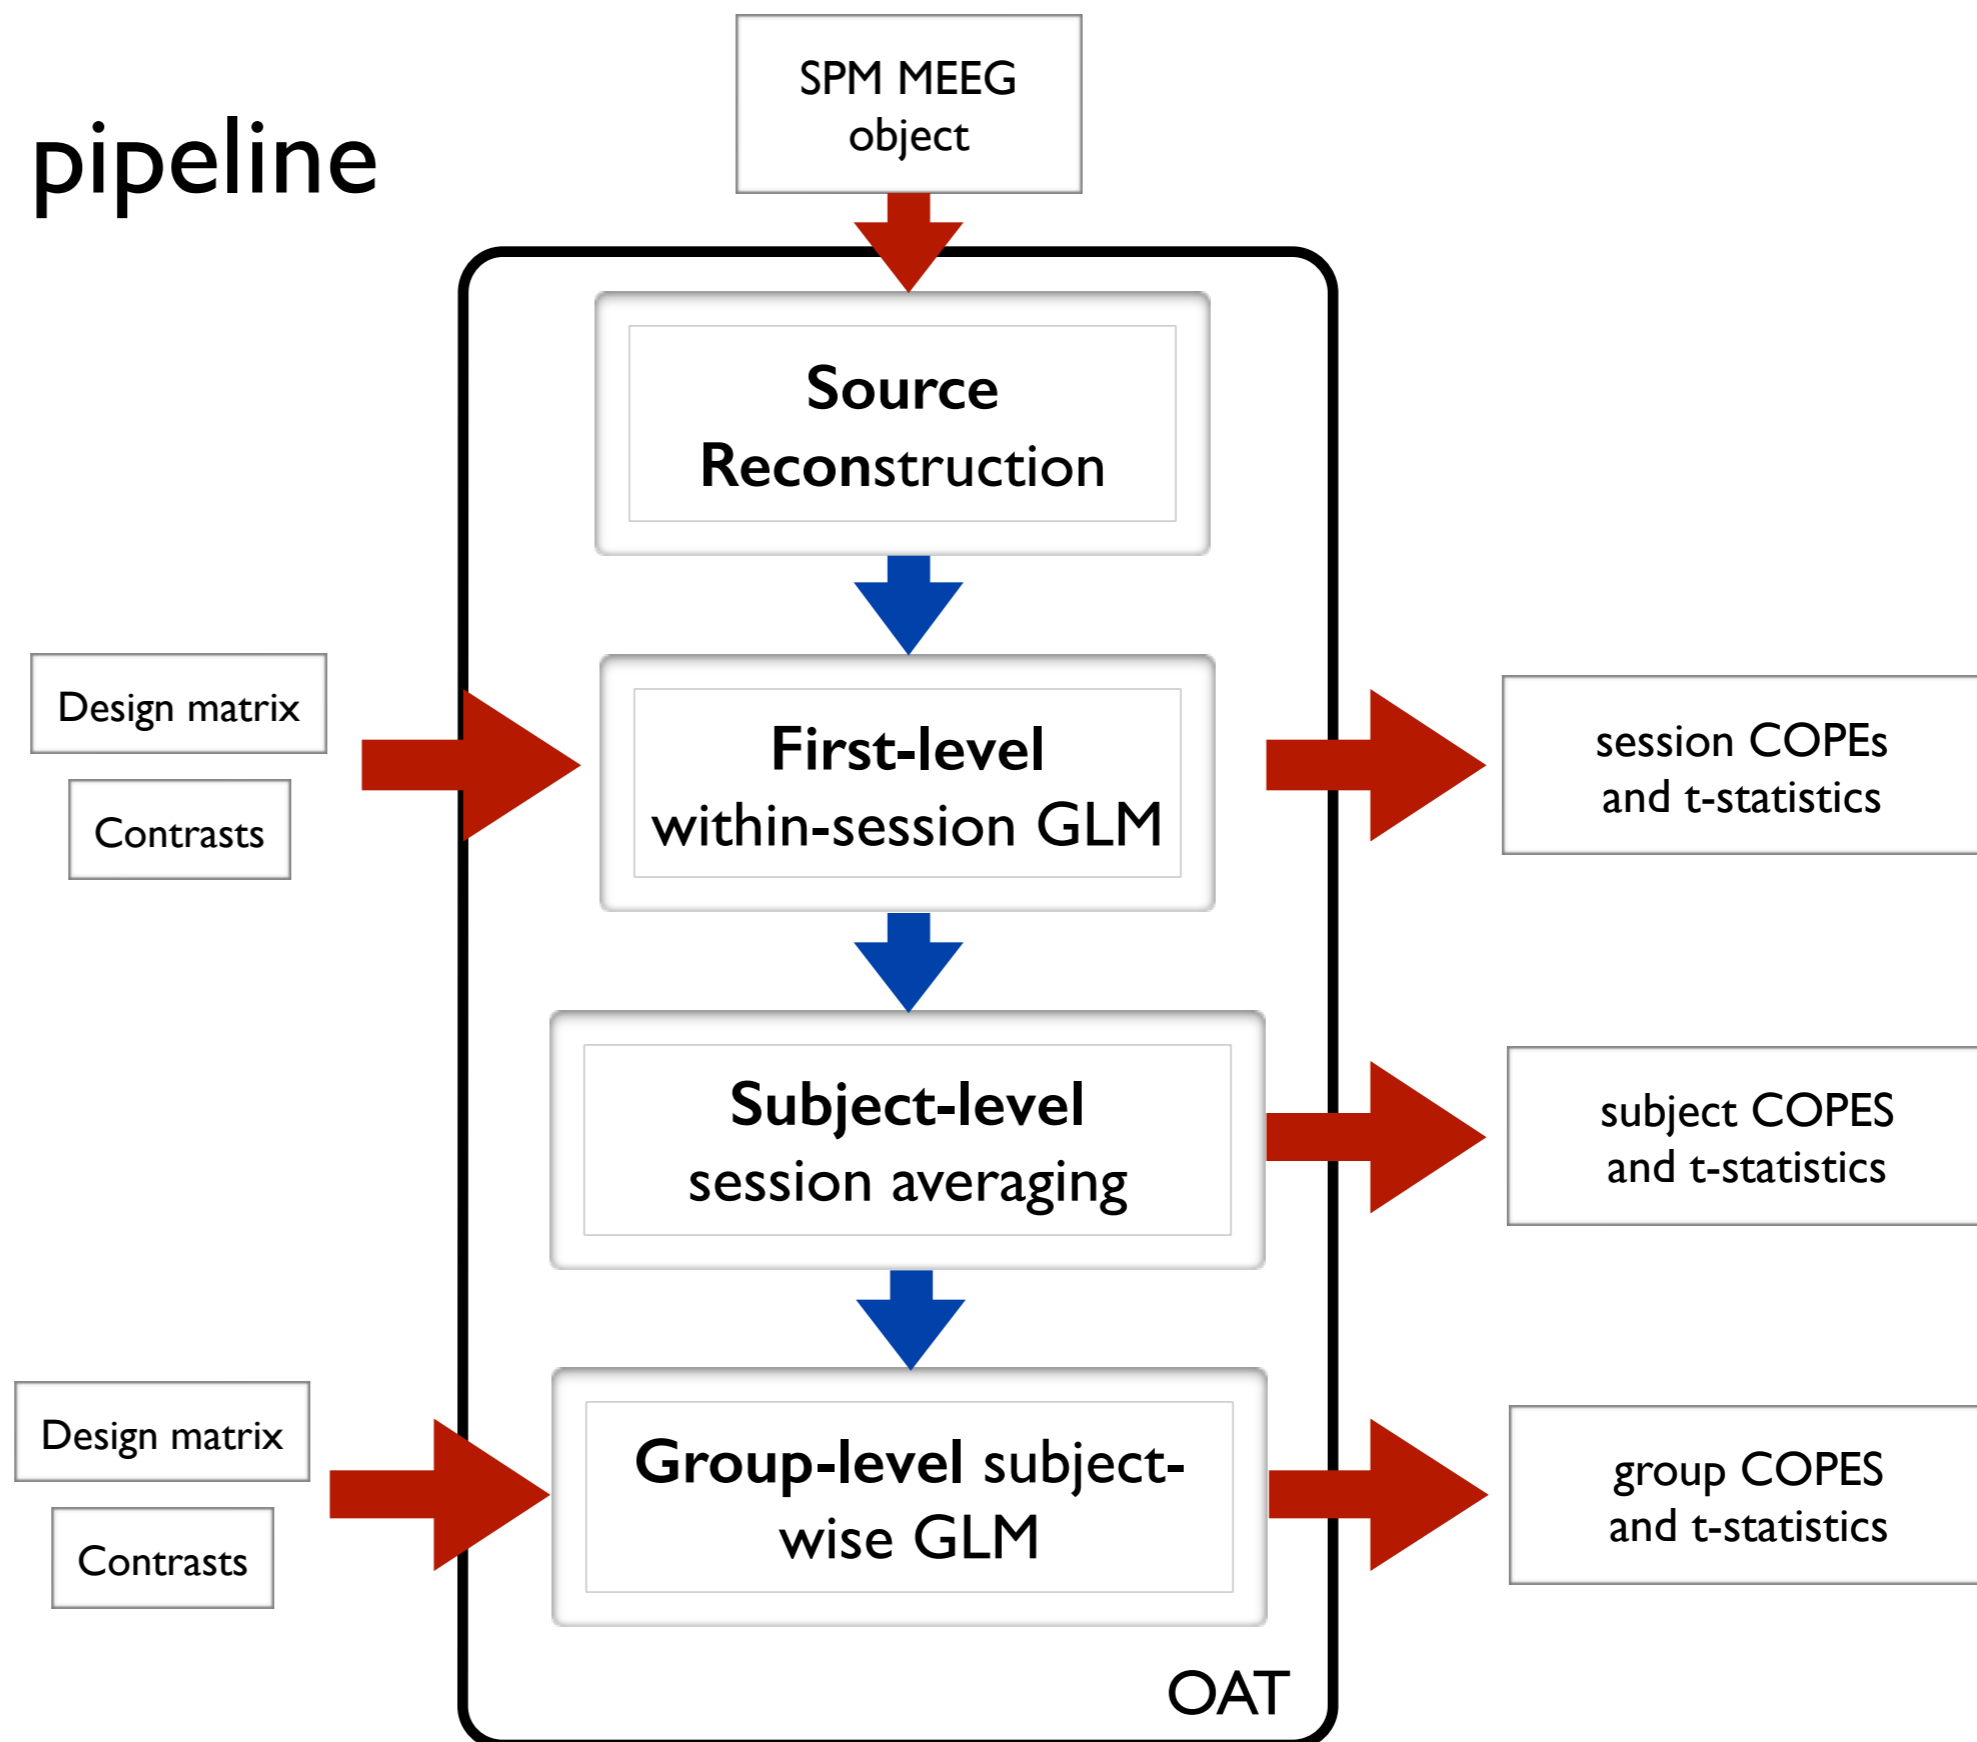 pipeline
SPM MEEG
object
Source
Reconstruction
Design matrix
Contrasts
First-level
within-session GLM
session COPEs
and t-statistics
Subject-level
session averaging
subject COPES
and t-statistics
Design matrix
Contrasts
Group-level subject-
wise GLM
group COPES
and t-statistics
OAT